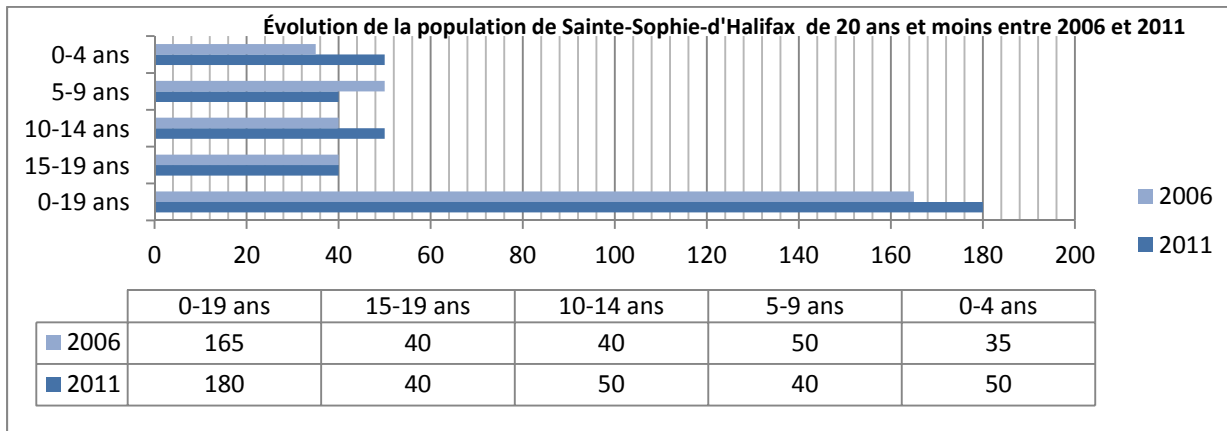 Évolution de la population de Sainte-Sophie-d'Halifax de 20 ans et moins entre 2006 et 2011
0-4 ans
5-9 ans
10-14 ans
15-19 ans
0-19 ans
2006
2011
0 20 40 60 80 100 120 140 160 180 200
0-19 ans 15-19 ans 10-14 ans 5-9 ans 0-4 ans
2006 165 40 40 50 35
2011 180 40 50 40 50